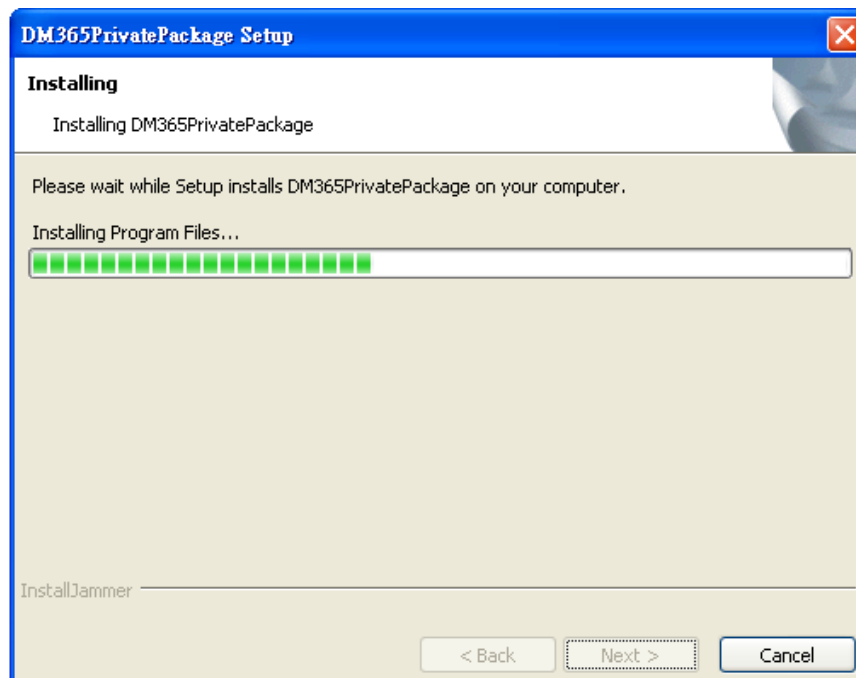 DM365PrivatePackage Setup
Installing
Installing DM365PrivatePackage
Please wait while Setup installs DM365PrivatePackage on your computer.
Installing Program Files...
InstallJammer
< Back Next > Cancel